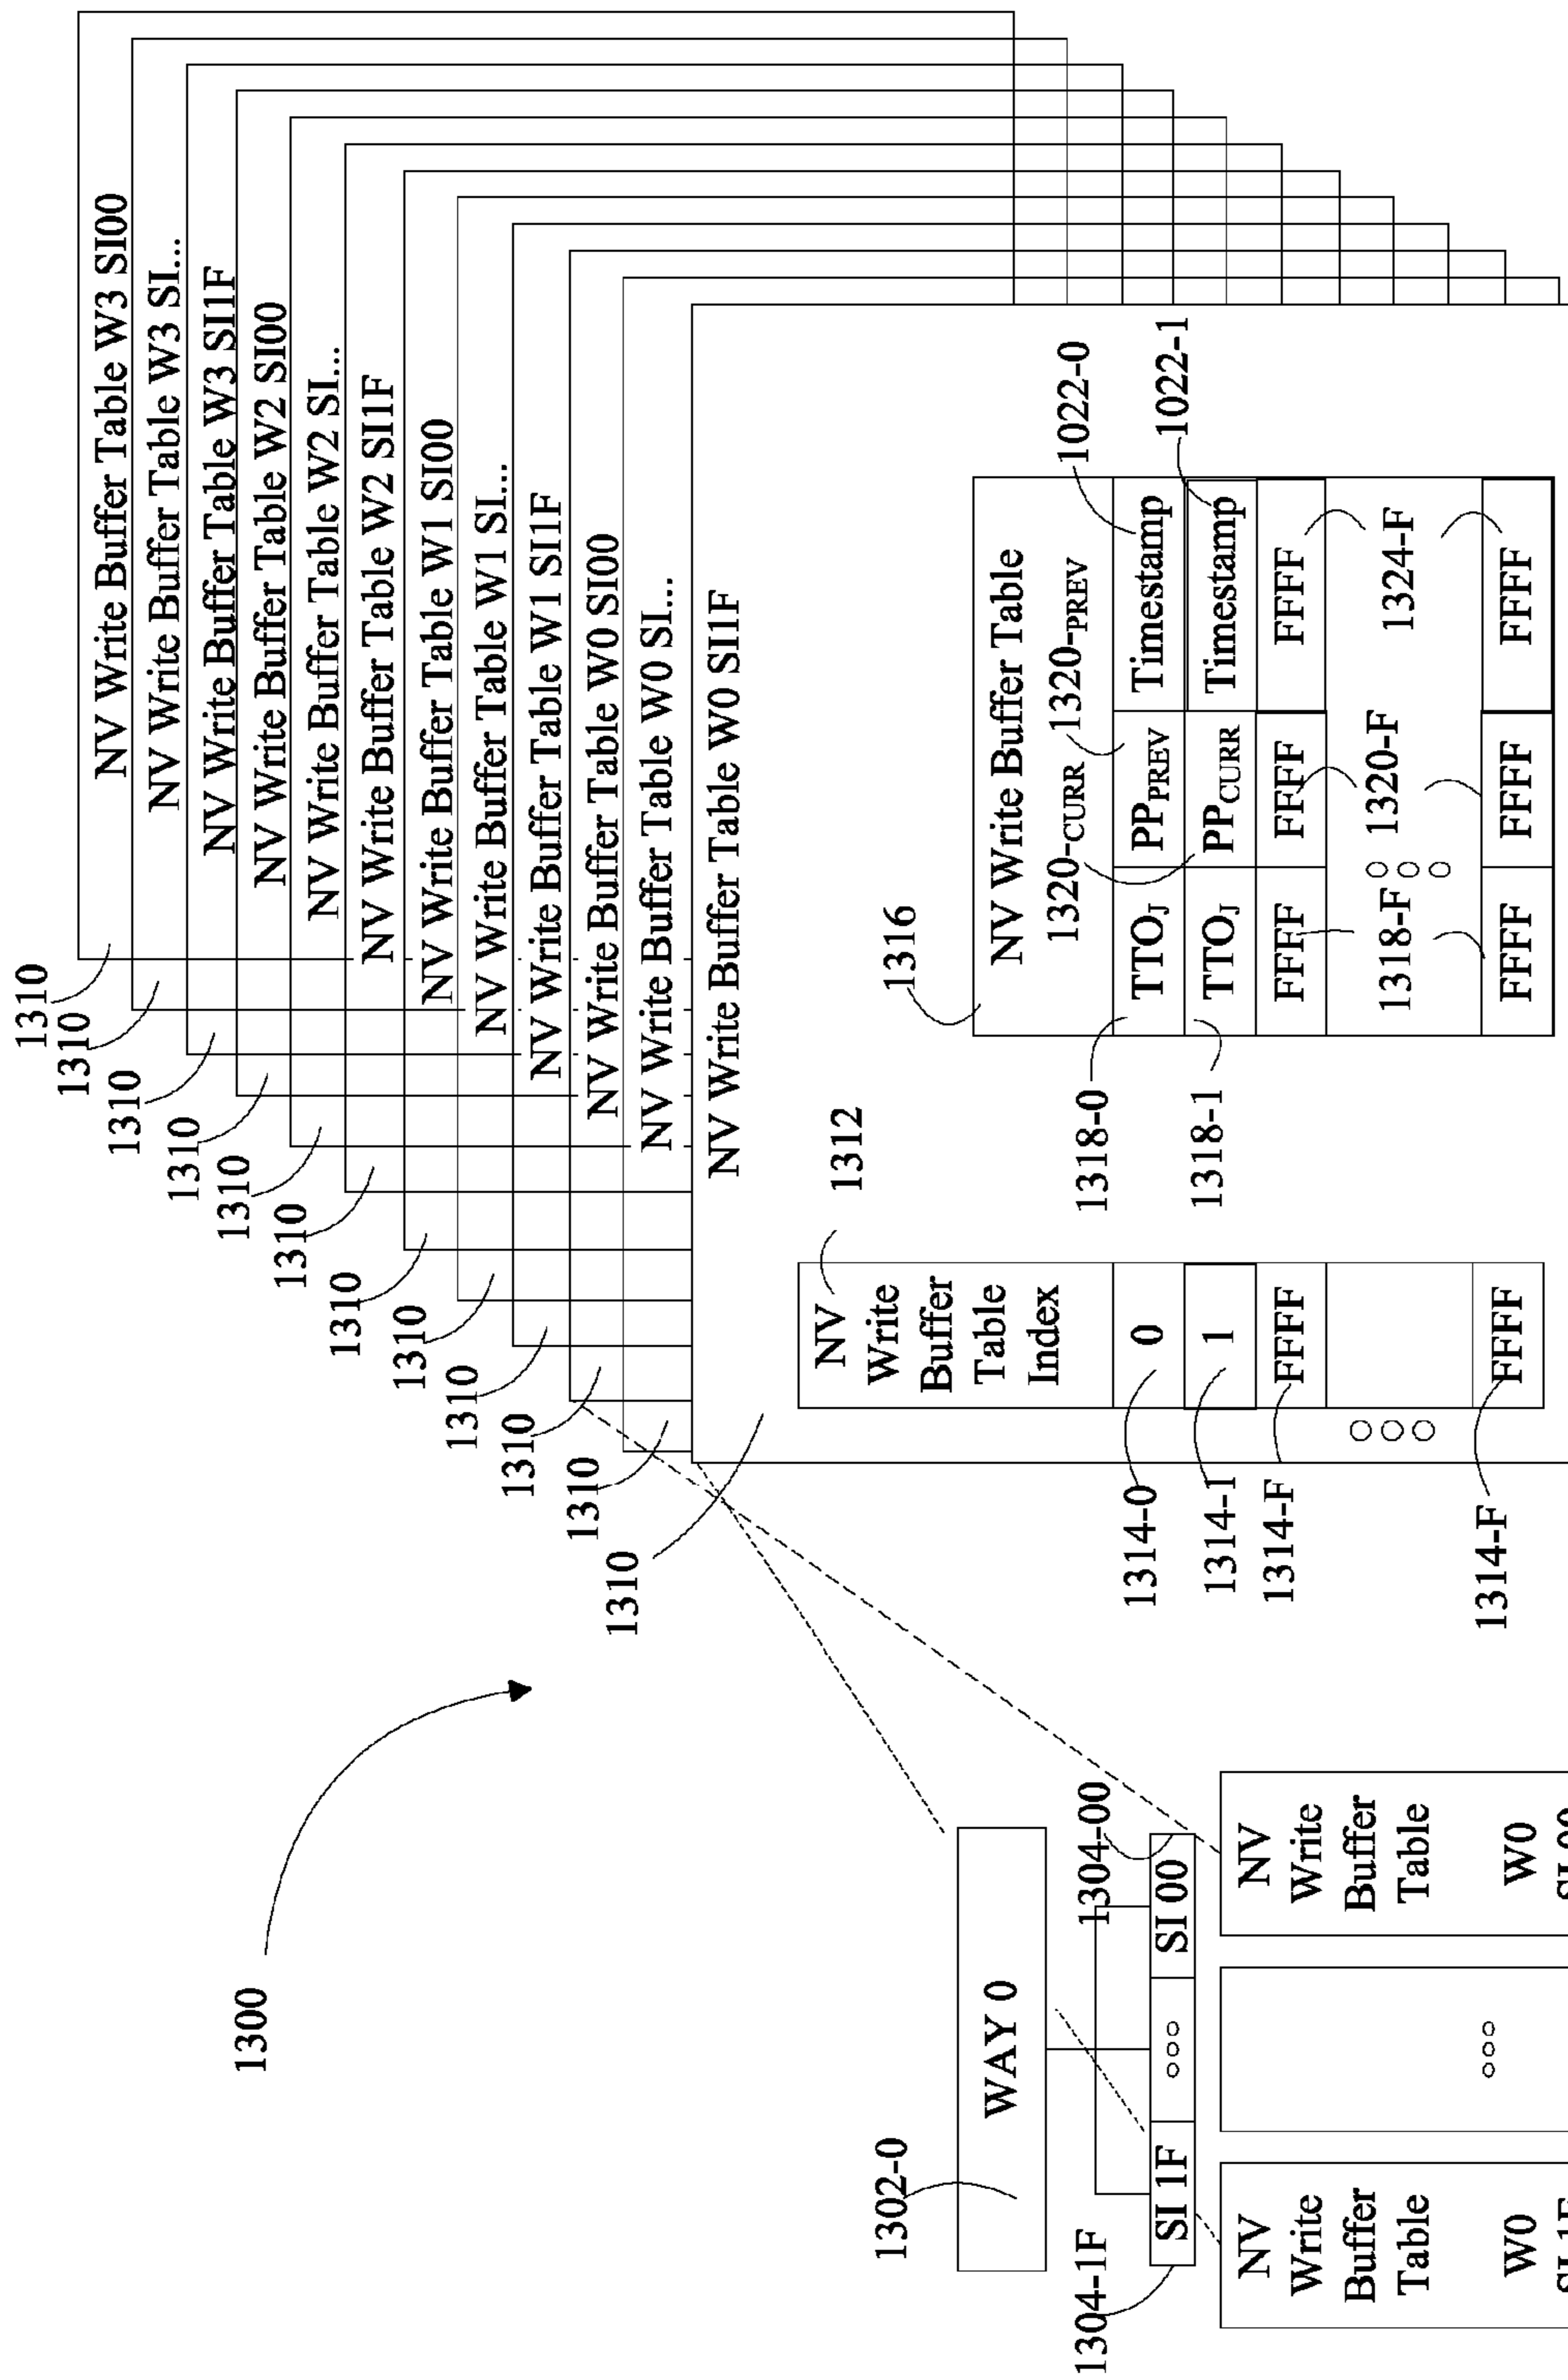 1300
1310
1310
1310
1310
1310
1310
1310
1310
1310
1310
1310
1310
NV Write Buffer Table W3 SI00
NV Write Buffer Table W3 SI...
NV Write Buffer Table W3 SI1F
NV Write Buffer Table W2 SI00
NV Write Buffer Table W2 SI...
NV Write Buffer Table W2 SI1F
NV Write Buffer Table W1 SI00
NV Write Buffer Table W1 SI...
NV Write Buffer Table W1 SI1F
NV Write Buffer Table W0 SI00
NV Write Buffer Table W0 SI...
NV Write Buffer Table W0 SI1F
1302-0
WAY 0
1304-1F
1304-00
SI 1F
SI 00
NV
Write
Buffer
Table
W0
NV
Write
Buffer
Table
W0
1312
NV
Write
Buffer
Table
Index
0
1
FFFF
FFFF
1314-0
1314-1
1314-F
1314-F
1316
NV Write Buffer Table
1320-CURR
1320-PREV
1022-0
1022-1
1318-0
1318-1
TTOJ PPPREV Timestamp
TTOJ PPCURR Timestamp
FFFF FFFF FFFF
1318-F 1320-F 1324-F
FFFF FFFF FFFF